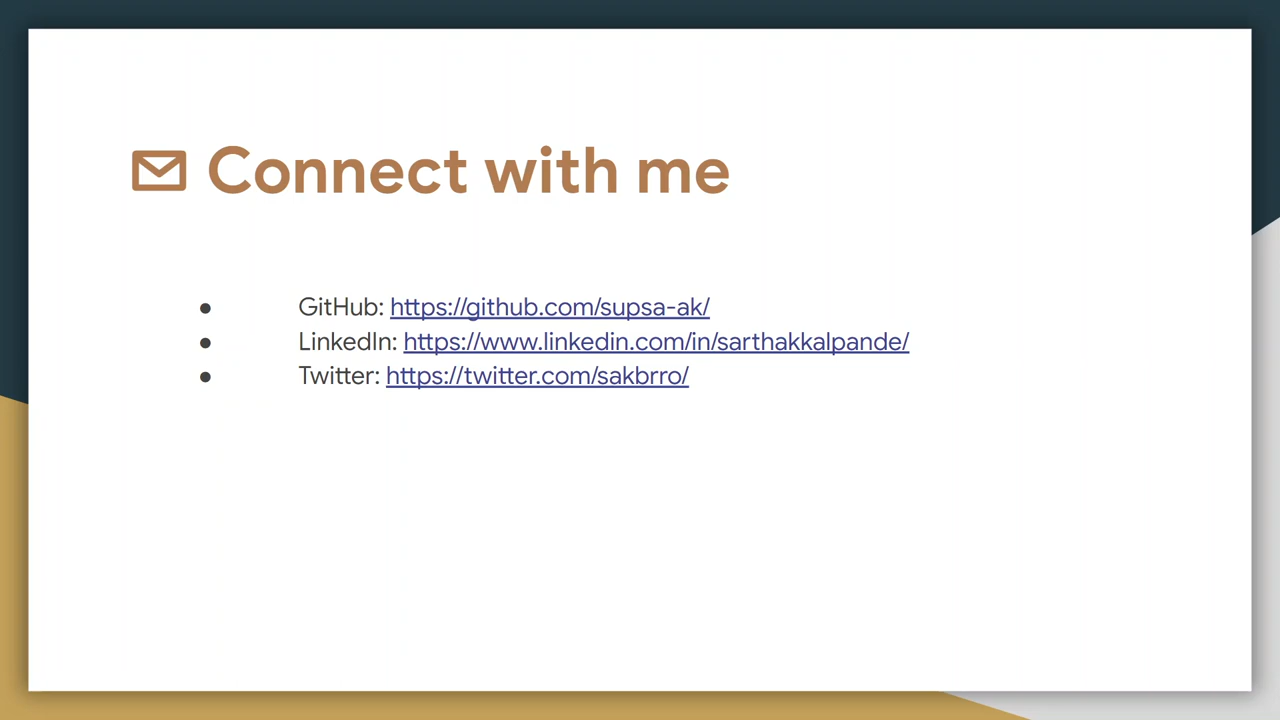 Connect with me
● GitHub: https://github.com/supsa-ak/
● LinkedIn: https://www.linkedin.com/in/sarthakkalpande/
● Twitter: https://twitter.com/sakbrro/